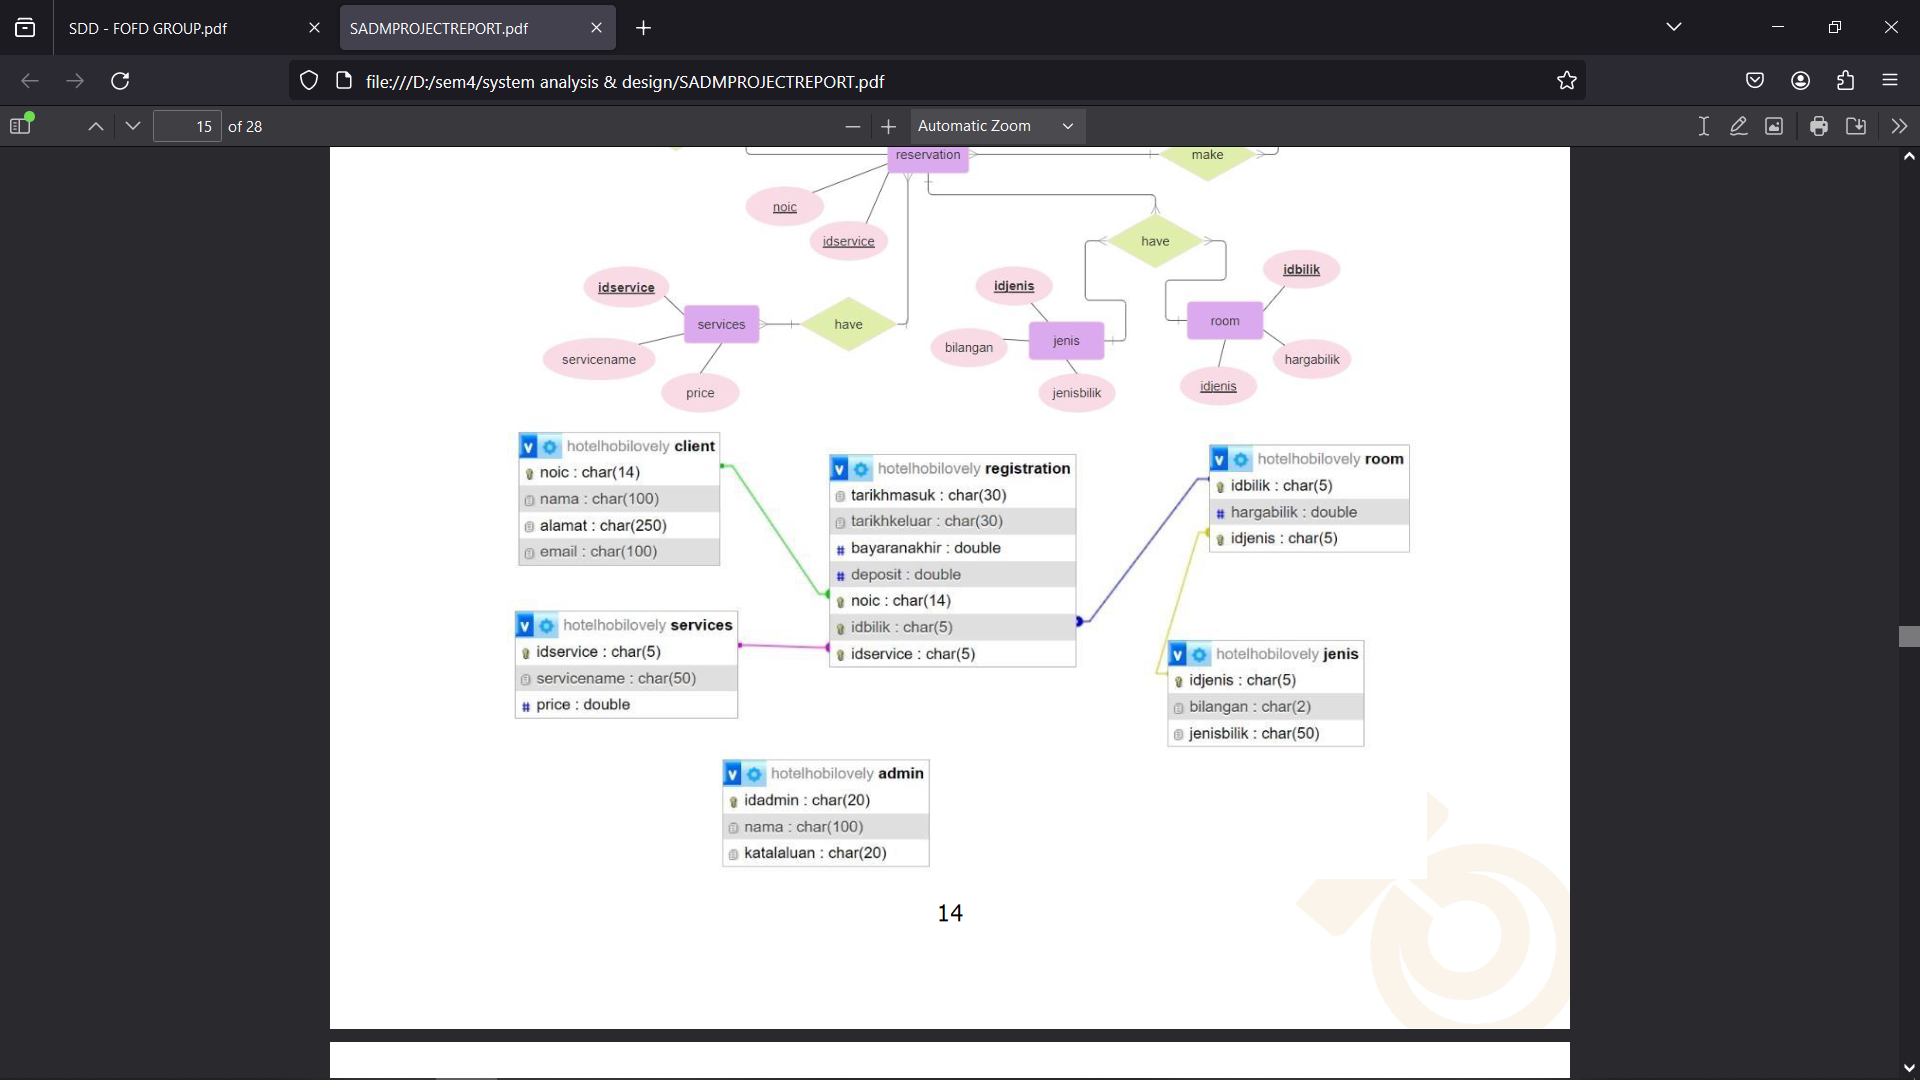 SDD - FOFD GROUP.pdf
SADMPROJECTREPORT.pdf
file:///D:/sem4/system analysis & design/SADMPROJECTREPORT.pdf
15 of 28
Automatic Zoom
reservation
make
noic
idservice
have
idservice
services
have
servicename
price
idjenis
bilangan
jenis
jenisbilik
idbilik
room
hargabilik
idjenis
hotelhobilovely client
noic : char(14)
nama : char(100)
alamat : char(250)
email : char(100)
hotelhobilovely registration
tarikhmasuk : char(30)
tarikhkeluar : char(30)
bayaranakhir : double
deposit : double
noic : char(14)
idbilik : char(5)
idservice : char(5)
hotelhobilovely room
idbilik : char(5)
hargabilik : double
idjenis : char(5)
hotelhobilovely services
idservice : char(5)
servicename : char(50)
price : double
hotelhobilovely jenis
idjenis : char(5)
bilangan : char(2)
jenisbilik : char(50)
hotelhobilovely admin
idadmin : char(20)
nama : char(100)
katalaluan : char(20)
14